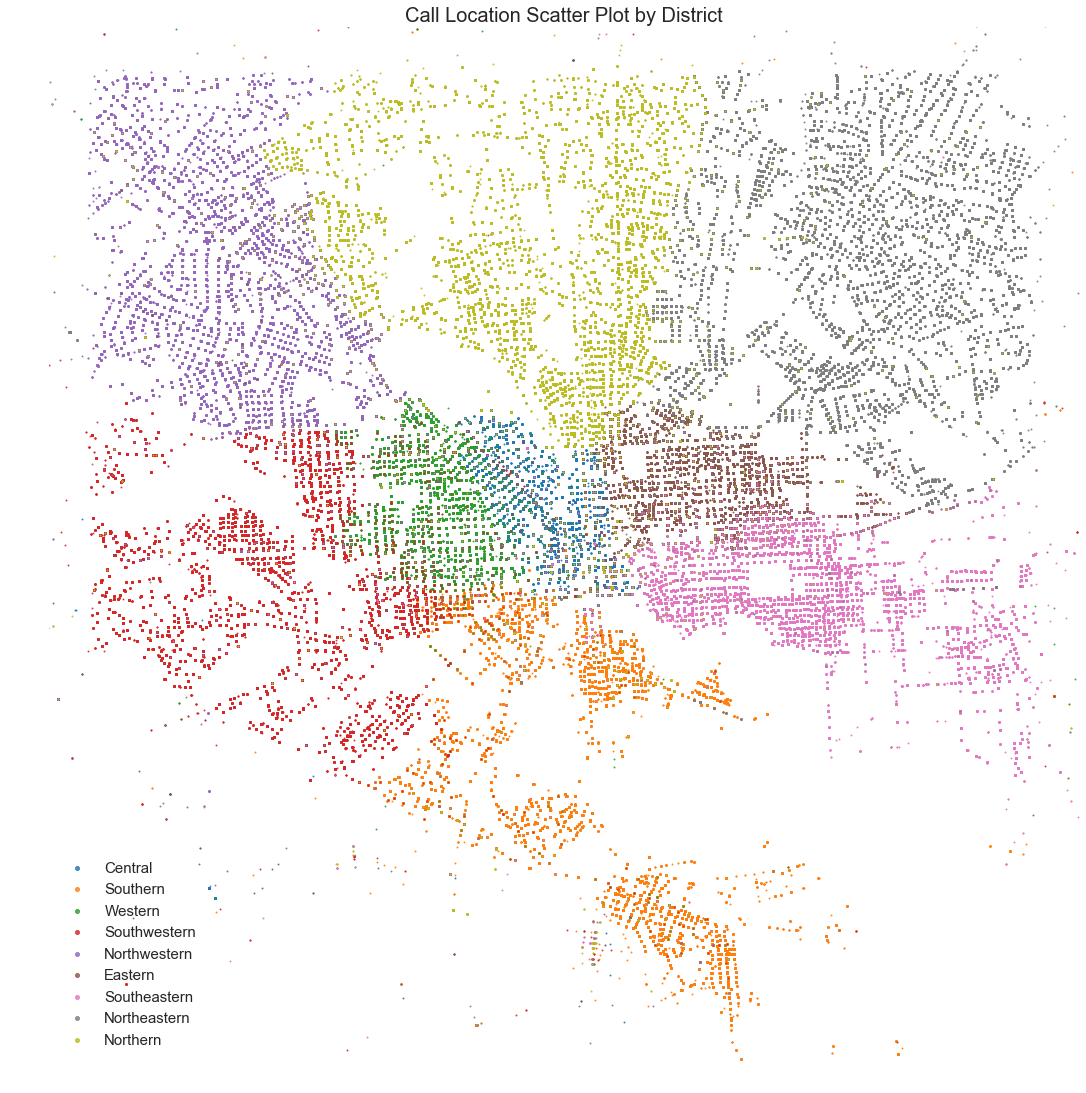 Call Location Scatter Plot by District
Central
Southern
Western
Southwestern
Northwestern
Eastern
Southeastern
Northeastern
Northern